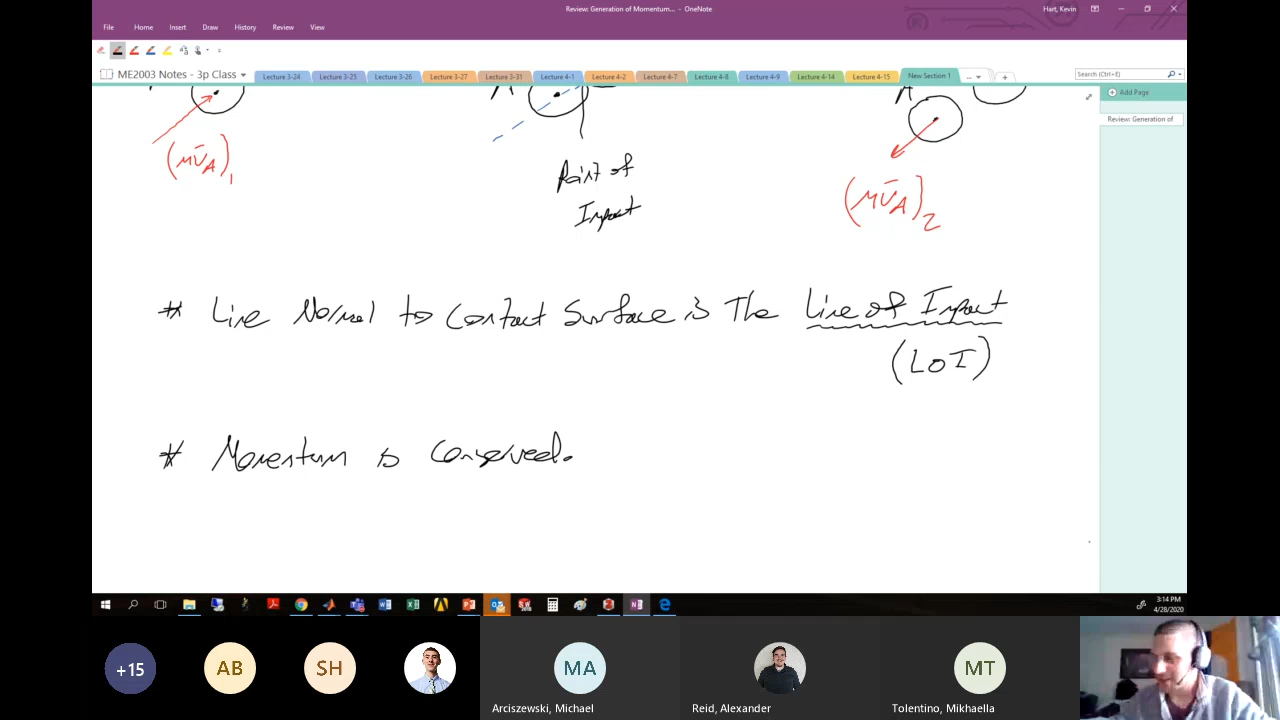 Review: Generation of Momentum... - OneNote
Hart, Kevin
File Home Insert Draw History Review View
ME2003 Notes - 3p Class
Lecture 3-24 Lecture 3-25 Lecture 3-26 Lecture 3-27 Lecture 3-31 Lecture 4-1 Lecture 4-2 Lecture 4-7 Lecture 4-8 Lecture 4-9 Lecture 4-14 Lecture 4-15 New Section 1 ... +
Search (Ctrl+E)
Add Page
Review: Generation of
A
(mv̄A)1
Point of
Impact
(mv̄A)2
* Line Normal to Contact Surface is The Line of Impact
(LOI)
* Momentum is Conserved.
3:14 PM
4/28/2020
+15 AB SH MA MT
Arciszewski, Michael Reid, Alexander Tolentino, Mikhaella